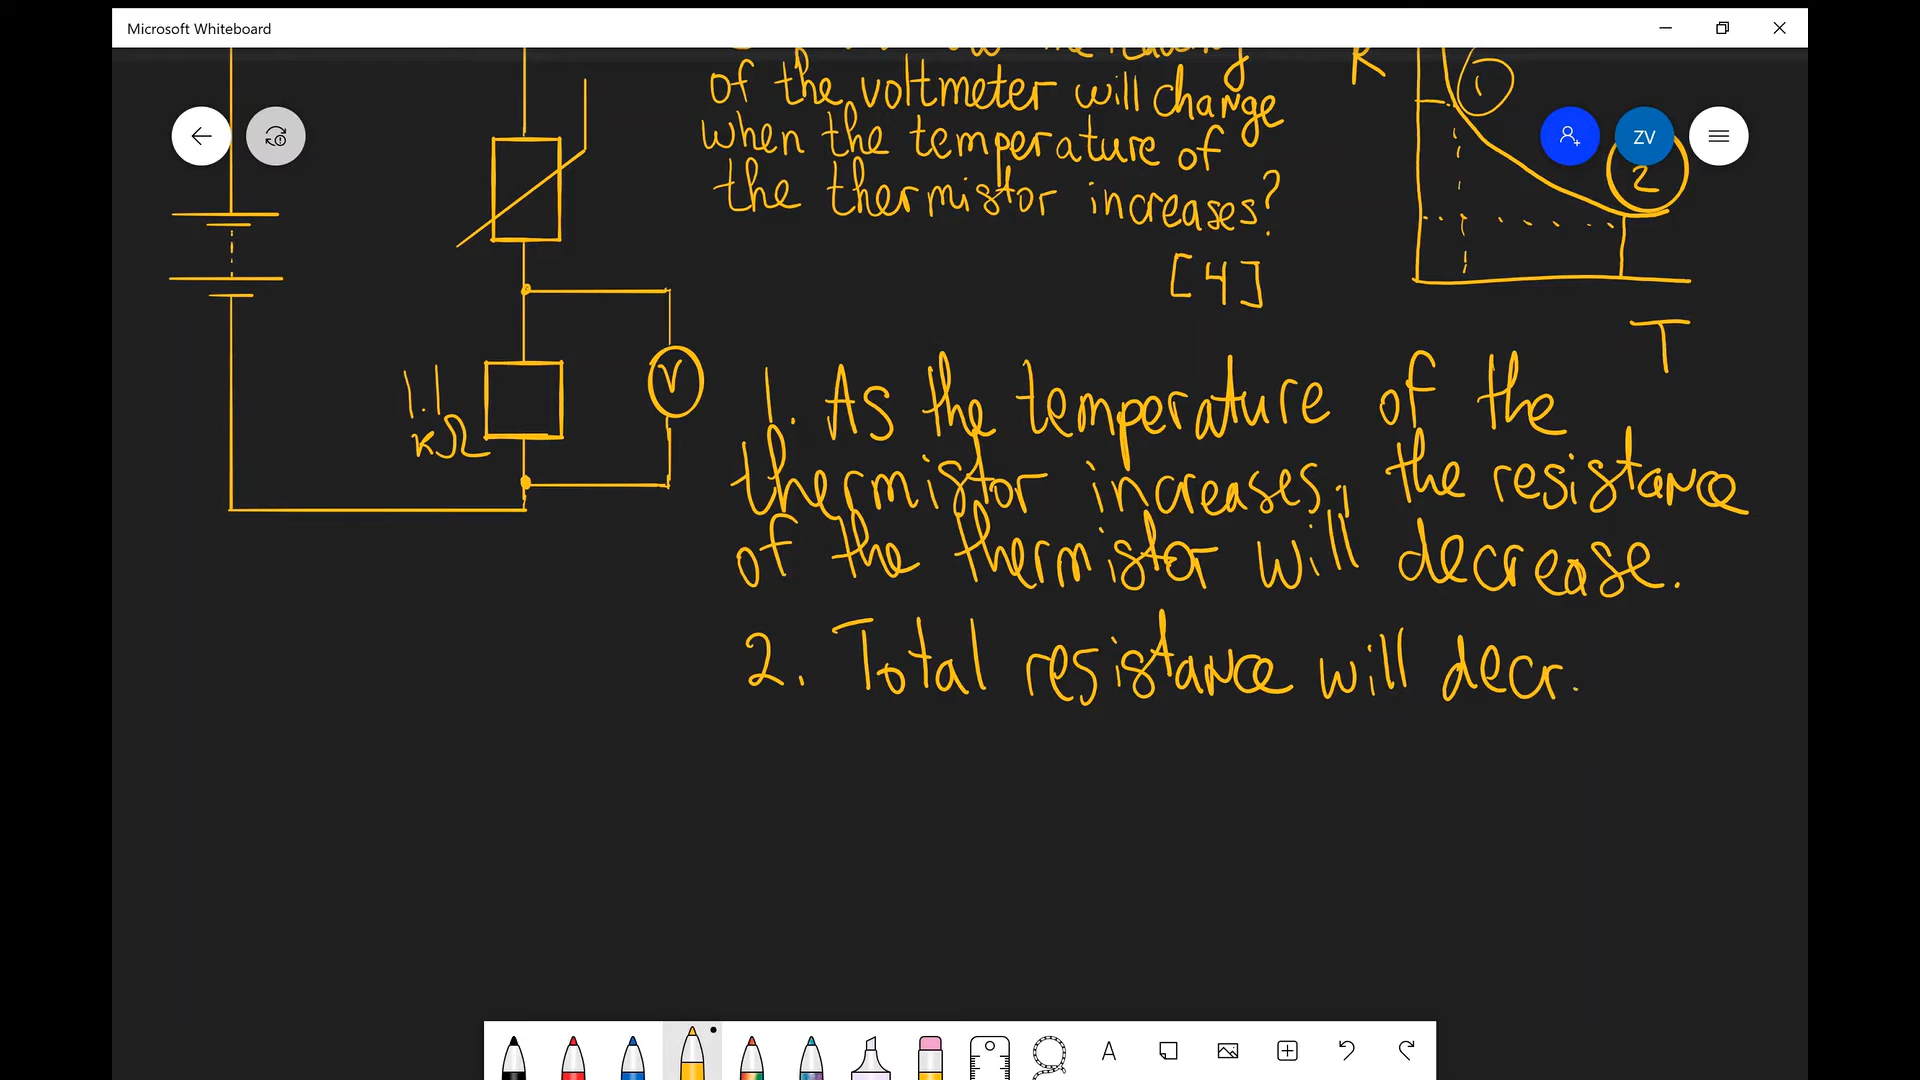 Microsoft Whiteboard
of the voltmeter will change
when the temperature of
the thermistor increases?
[4]
R
1
ZV
2
T
1.1
kΩ
V
1. As the temperature of the
thermistor increases, the resistance
of the thermistor will decrease.
2. Total resistance will decr.
A